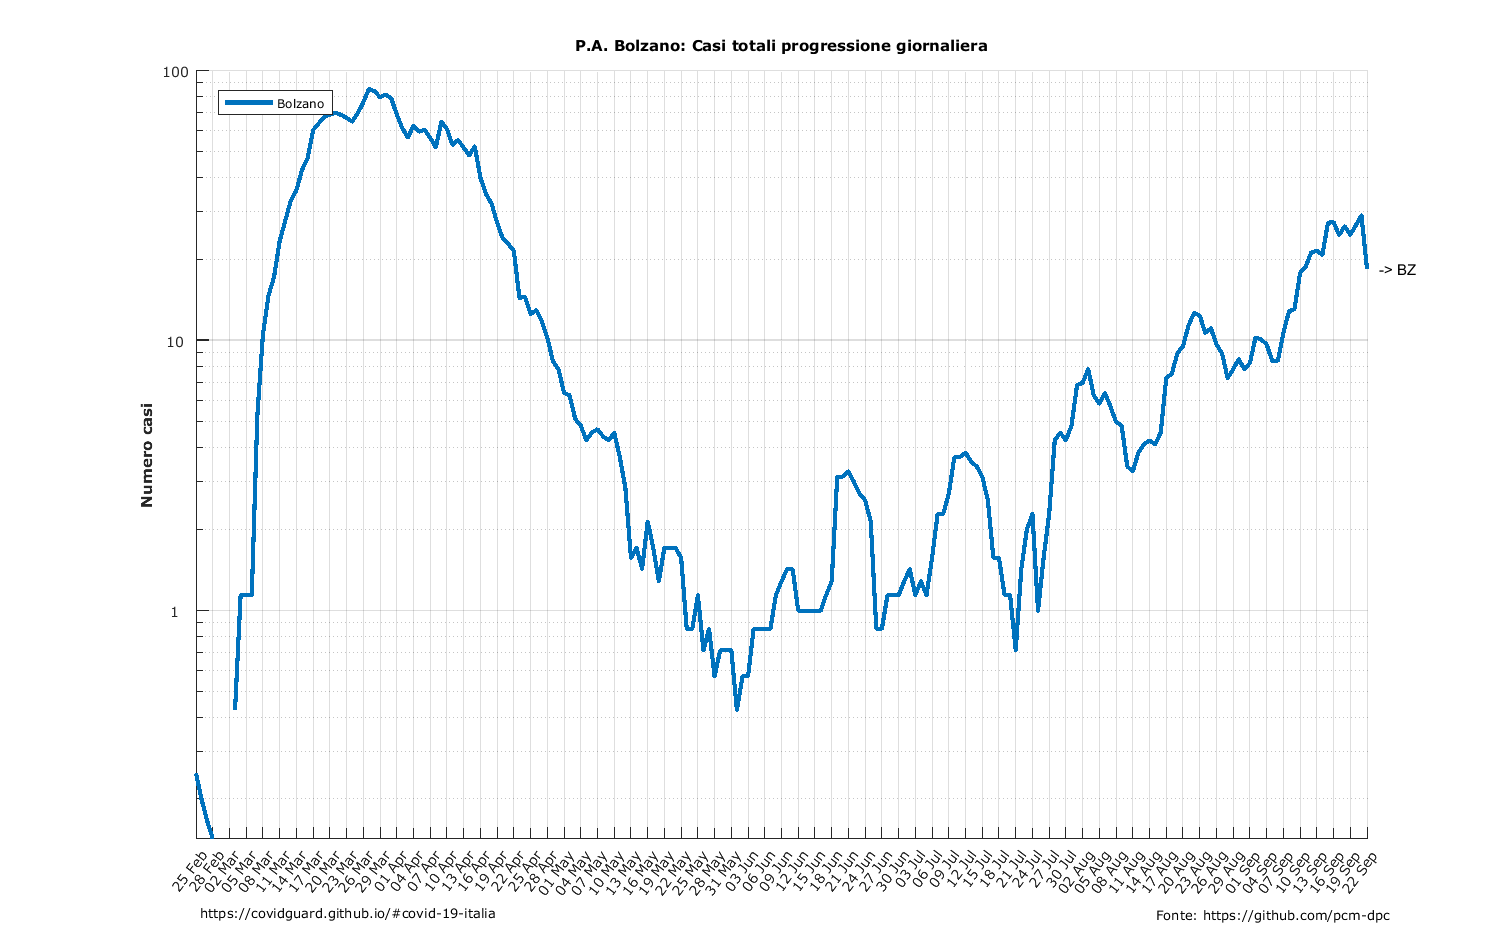 P.A. Bolzano: Casi totali progressione giornaliera
100
Bolzano
10
1
Numero casi
-> BZ
25 Feb
28 Feb
02 Mar
05 Mar
08 Mar
11 Mar
14 Mar
17 Mar
20 Mar
23 Mar
26 Mar
29 Mar
01 Apr
04 Apr
07 Apr
10 Apr
13 Apr
16 Apr
19 Apr
22 Apr
25 Apr
28 Apr
01 May
04 May
07 May
10 May
13 May
16 May
19 May
22 May
25 May
28 May
31 May
03 Jun
06 Jun
09 Jun
12 Jun
15 Jun
18 Jun
21 Jun
24 Jun
27 Jun
30 Jun
03 Jul
06 Jul
09 Jul
12 Jul
15 Jul
18 Jul
21 Jul
24 Jul
27 Jul
30 Jul
02 Aug
05 Aug
08 Aug
11 Aug
14 Aug
17 Aug
20 Aug
23 Aug
26 Aug
29 Aug
01 Sep
04 Sep
07 Sep
10 Sep
13 Sep
16 Sep
19 Sep
22 Sep
https://covidguard.github.io/#covid-19-italia
Fonte: https://github.com/pcm-dpc